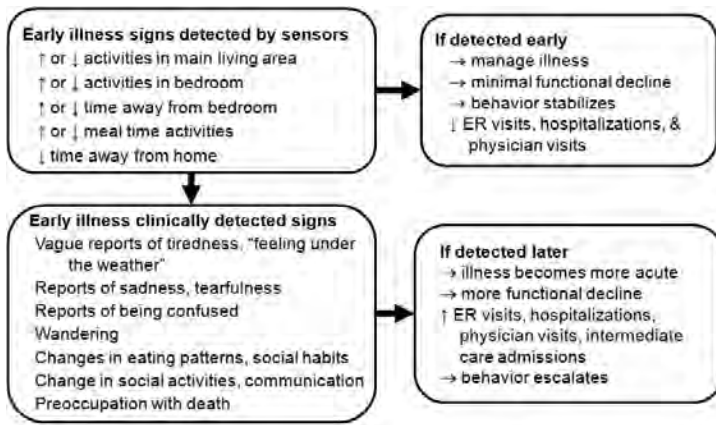 Early illness signs detected by sensors
↑ or ↓ activities in main living area
↑ or ↓ activities in bedroom
↑ or ↓ time away from bedroom
↑ or ↓ meal time activities
↓ time away from home
If detected early
→ manage illness
→ minimal functional decline
→ behavior stabilizes
↓ ER visits, hospitalizations, &
physician visits
Early illness clinically detected signs
Vague reports of tiredness, "feeling under
the weather"
Reports of sadness, tearfulness
Reports of being confused
Wandering
Changes in eating patterns, social habits
Change in social activities, communication
Preoccupation with death
If detected later
→ illness becomes more acute
→ more functional decline
↑ ER visits, hospitalizations,
physician visits, intermediate
care admissions
→ behavior escalates